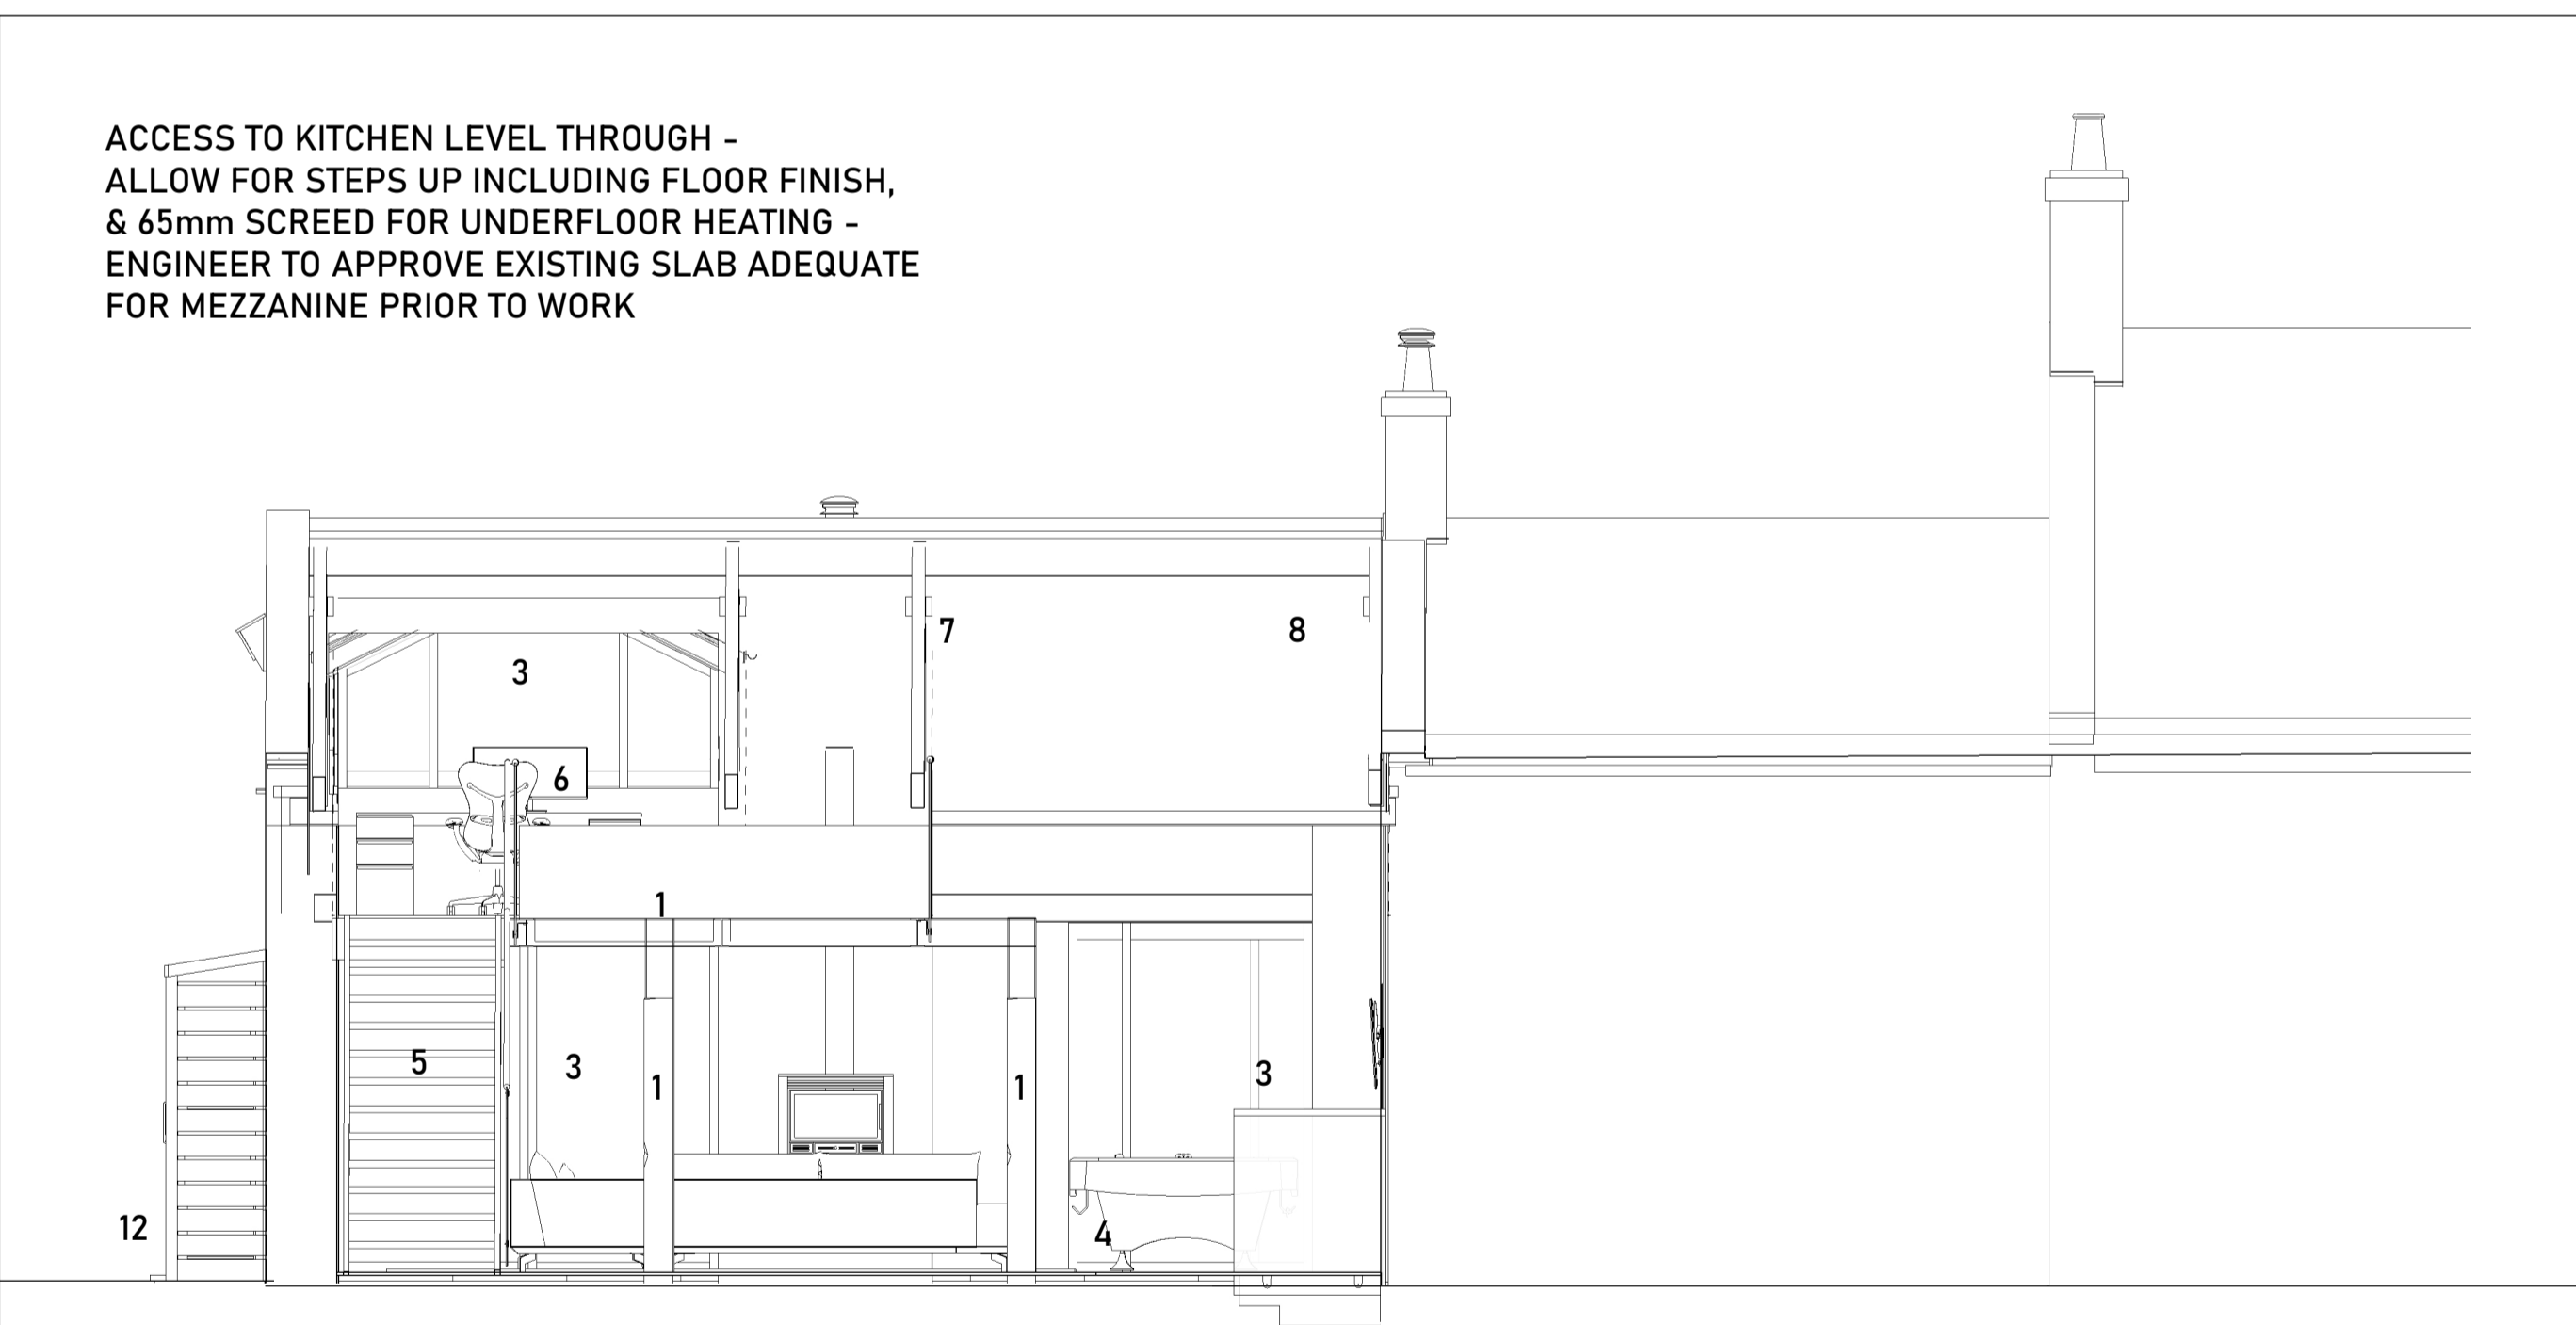 ACCESS TO KITCHEN LEVEL THROUGH -
ALLOW FOR STEPS UP INCLUDING FLOOR FINISH,
& 65mm SCREED FOR UNDERFLOOR HEATING -
ENGINEER TO APPROVE EXISTING SLAB ADEQUATE
FOR MEZZANINE PRIOR TO WORK
7
8
3
6
1
5
3
1
1
3
12
4